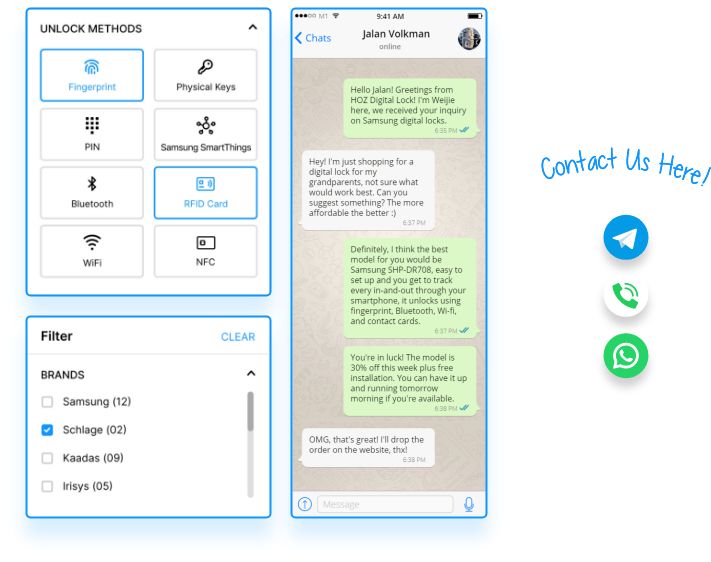 UNLOCK METHODS
Fingerprint
Physical Keys
PIN
Samsung SmartThings
Bluetooth
RFID Card
WiFi
NFC
Filter
CLEAR
BRANDS
Samsung (12)
Schlage (02)
Kaadas (09)
Irisys (05)
M1
9:41 AM
Chats
Jalan Volkman
online
Hello Jalan! Greetings from
HOZ Digital Lock! I'm Weijie
here, we received your inquiry
on Samsung digital locks.
6:35 PM
Hey! I'm just shopping for a
digital lock for my
grandparents, not sure what
would work best. Can you
suggest something? The more
affordable the better :)
6:37 PM
Definitely, I think the best
model for you would be
Samsung SHP-DR708, easy to
set up and you get to track
every in-and-out through your
smartphone, it unlocks using
fingerprint, Bluetooth, Wi-fi,
and contact cards.
6:37 PM
You're in luck! The model is
30% off this week plus free
installation. You can have it up
and running tomorrow
morning if you're available.
6:38 PM
OMG, that's great! I'll drop the
order on the website, thx!
6:38 PM
Message
Contact Us Here!